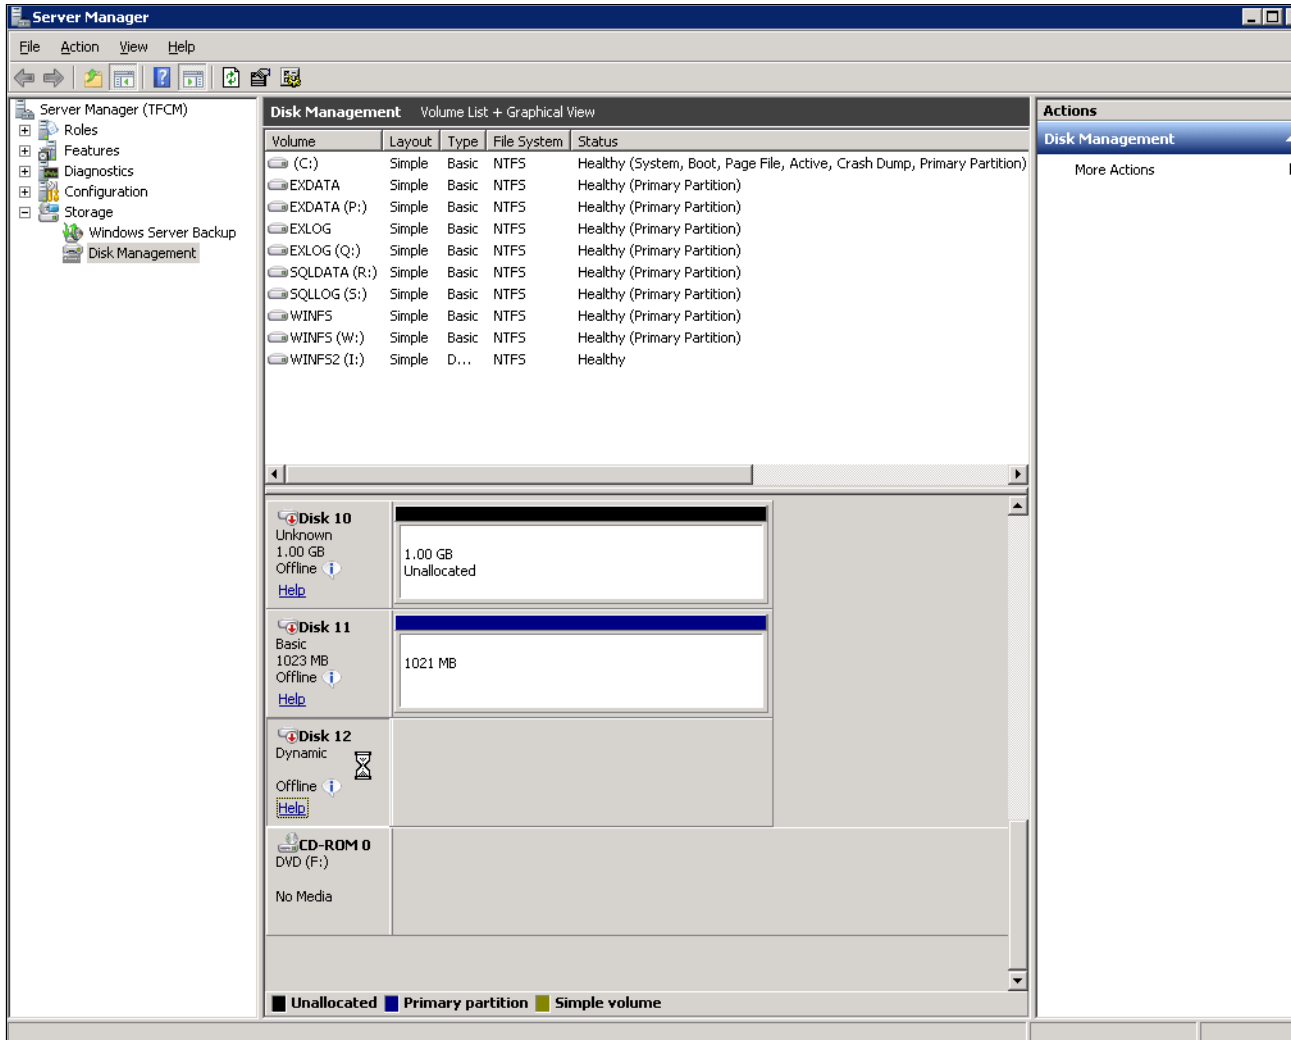 Server Manager
File Action View Help
Server Manager (TFCM)
Roles
Features
Diagnostics
Configuration
Storage
Windows Server Backup
Disk Management
Disk Management Volume List + Graphical View
Volume Layout Type File System Status
(C:) Simple Basic NTFS Healthy (System, Boot, Page File, Active, Crash Dump, Primary Partition)
EXDATA Simple Basic NTFS Healthy (Primary Partition)
EXDATA (P:) Simple Basic NTFS Healthy (Primary Partition)
EXLOG Simple Basic NTFS Healthy (Primary Partition)
EXLOG (Q:) Simple Basic NTFS Healthy (Primary Partition)
SQLDATA (R:) Simple Basic NTFS Healthy (Primary Partition)
SQLLOG (S:) Simple Basic NTFS Healthy (Primary Partition)
WINFS Simple Basic NTFS Healthy (Primary Partition)
WINFS (W:) Simple Basic NTFS Healthy (Primary Partition)
WINFS2 (I:) Simple D... NTFS Healthy
Disk 10
Unknown
1.00 GB
Offline
Help
1.00 GB
Unallocated
Disk 11
Basic
1023 MB
Offline
Help
1021 MB
Disk 12
Dynamic
Offline
Help
CD-ROM 0
DVD (F:)
No Media
Unallocated Primary partition Simple volume
Actions
Disk Management
More Actions